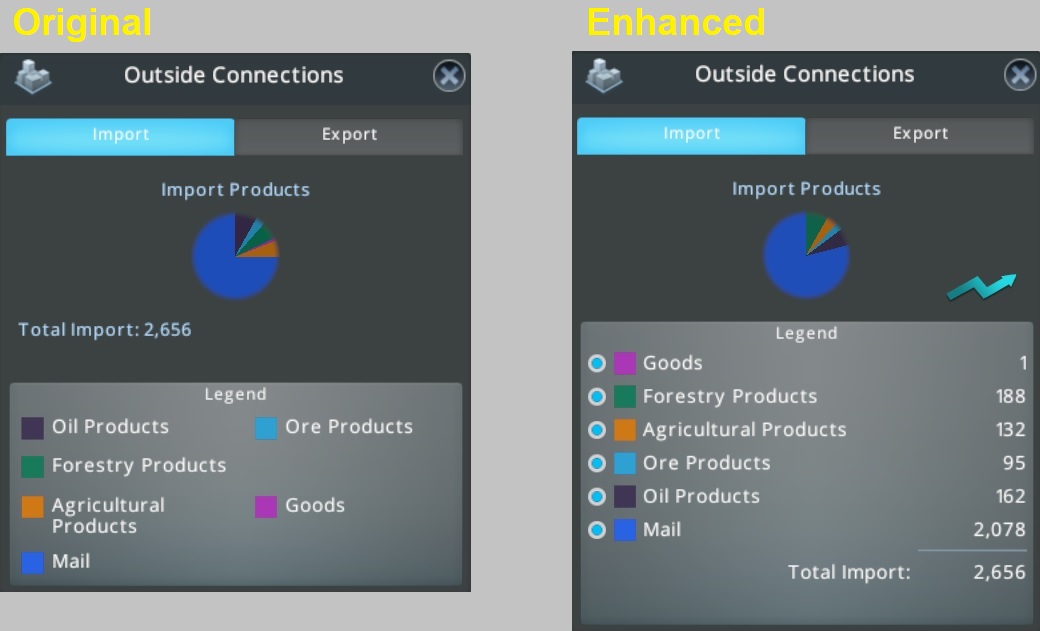 Original
Outside Connections
Import Export
Import Products
Total Import: 2,656
Legend
Oil Products Ore Products
Forestry Products
Agricultural Goods
Products
Mail
Enhanced
Outside Connections
Import Export
Import Products
Legend
Goods 1
Forestry Products 188
Agricultural Products 132
Ore Products 95
Oil Products 162
Mail 2,078
Total Import: 2,656